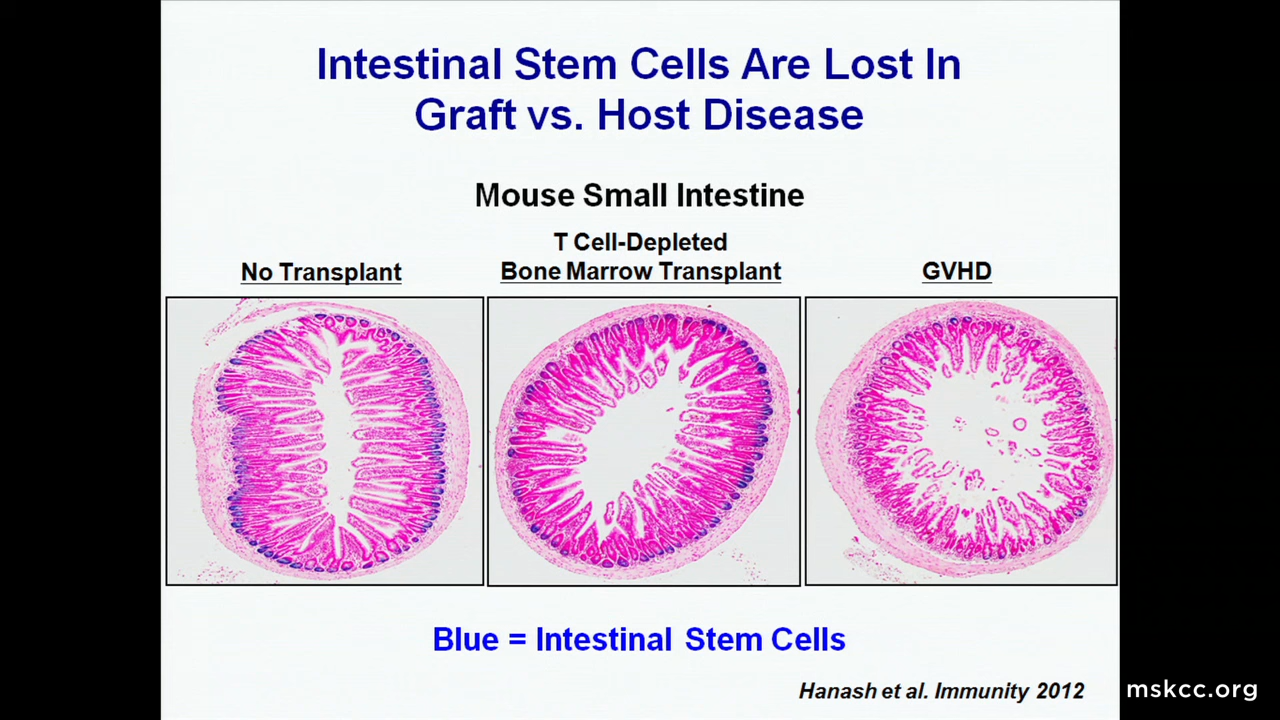 Intestinal Stem Cells Are Lost In
Graft vs. Host Disease
Mouse Small Intestine
No Transplant
T Cell-Depleted
Bone Marrow Transplant
GVHD
Blue = Intestinal Stem Cells
Hanash et al. Immunity 2012
mskcc.org